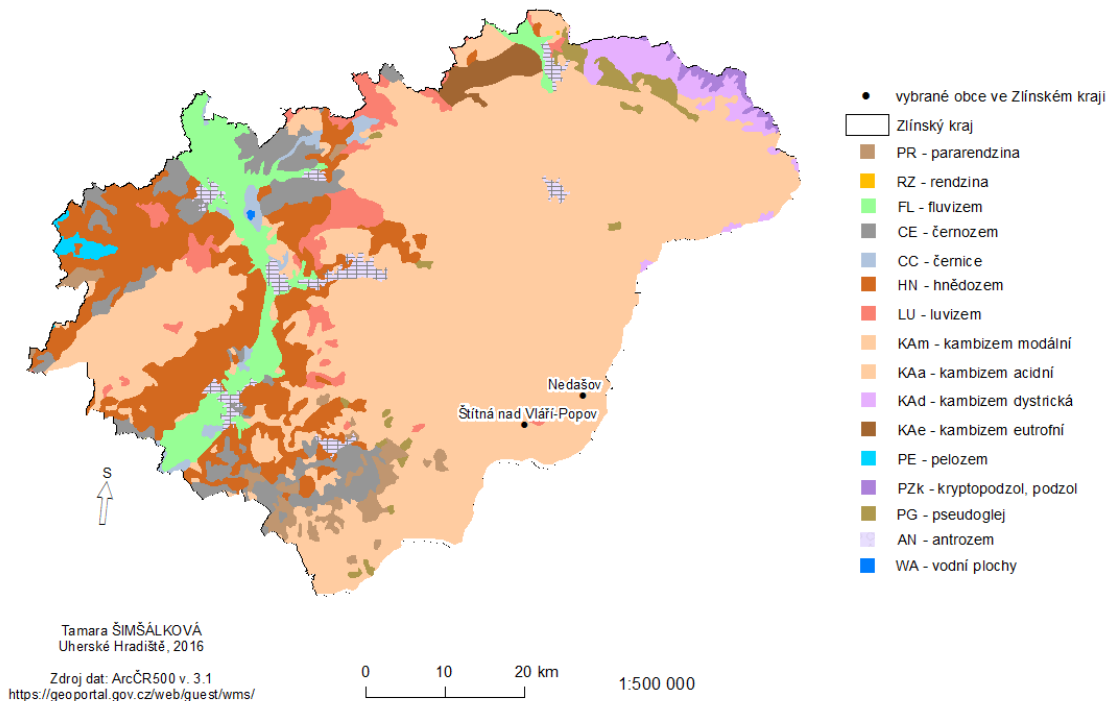 vybrané obce ve Zlínském kraji
Zlínský kraj
PR - pararendzina
RZ - rendzina
FL - fluvizem
CE - černozem
CC - černice
HN - hnědozem
LU - luvizem
KAm - kambizem modální
KAa - kambizem acidní
KAd - kambizem dystrická
KAe - kambizem eutrofní
PE - pelozem
PZk - kryptopodzol, podzol
PG - pseudoglej
AN - antrozem
WA - vodní plochy
Nedašov
Štítná nad Vláří-Popov
S
Tamara ŠIMŠÁLKOVÁ
Uherské Hradiště, 2016
Zdroj dat: ArcČR500 v. 3.1
https://geoportal.gov.cz/web/guest/wms/
0 10 20 km
1:500 000